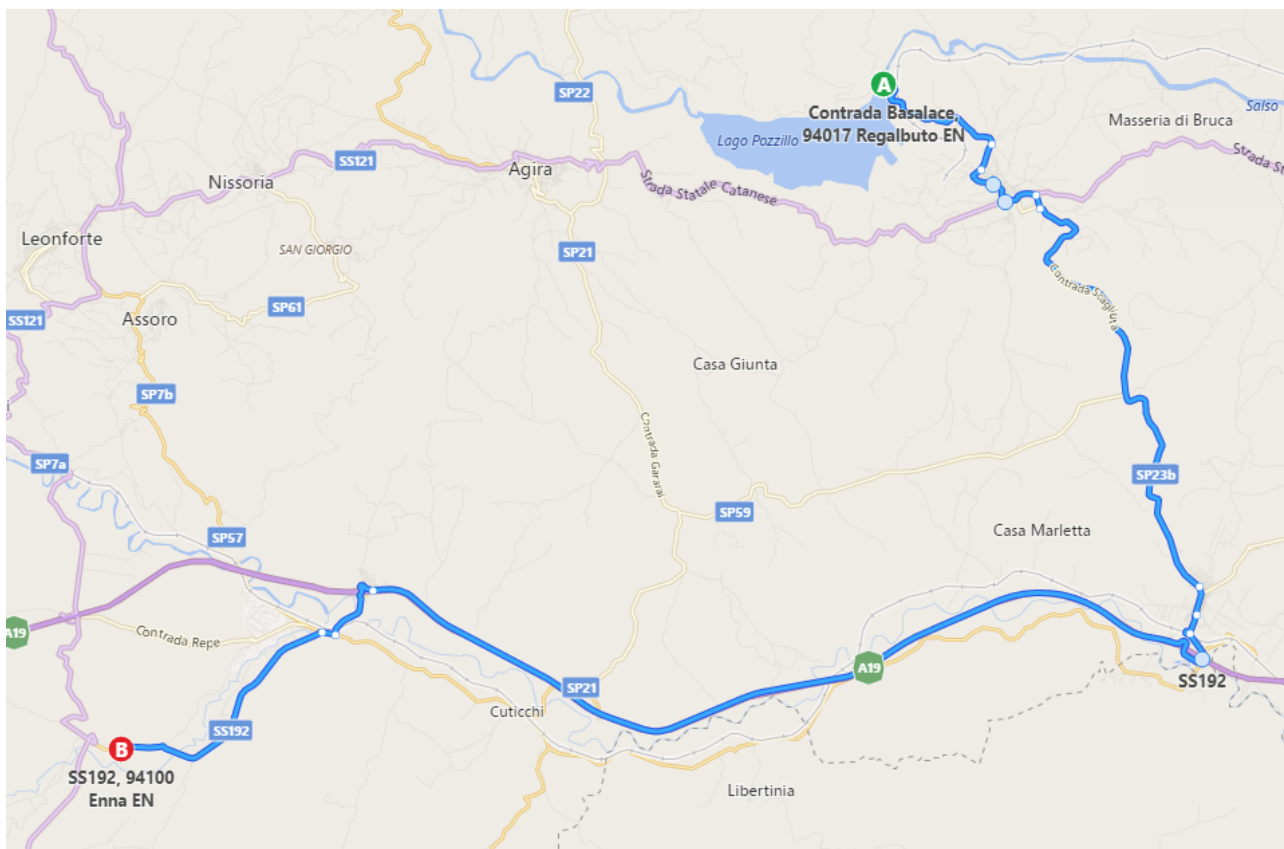 A
SP22
Contrada Basalace,
94017 Regalbuto EN
Salso
Masseria di Bruca
Lago Pozzillo
SS121
Agira
Strada St
Nissoria
Strada Statale Catanese
Leonforte
SAN GIORGIO
SP21
Contrada Stagliata
SP61
Assoro
SS121
Casa Giunta
SP7b
Contrada Gararai
SP7a
SP23b
SP59
Casa Marletta
SP57
A19
Contrada Repe
A19
SS192
SP21
Cuticchi
SS192
B
SS192, 94100
Enna EN
Libertinia